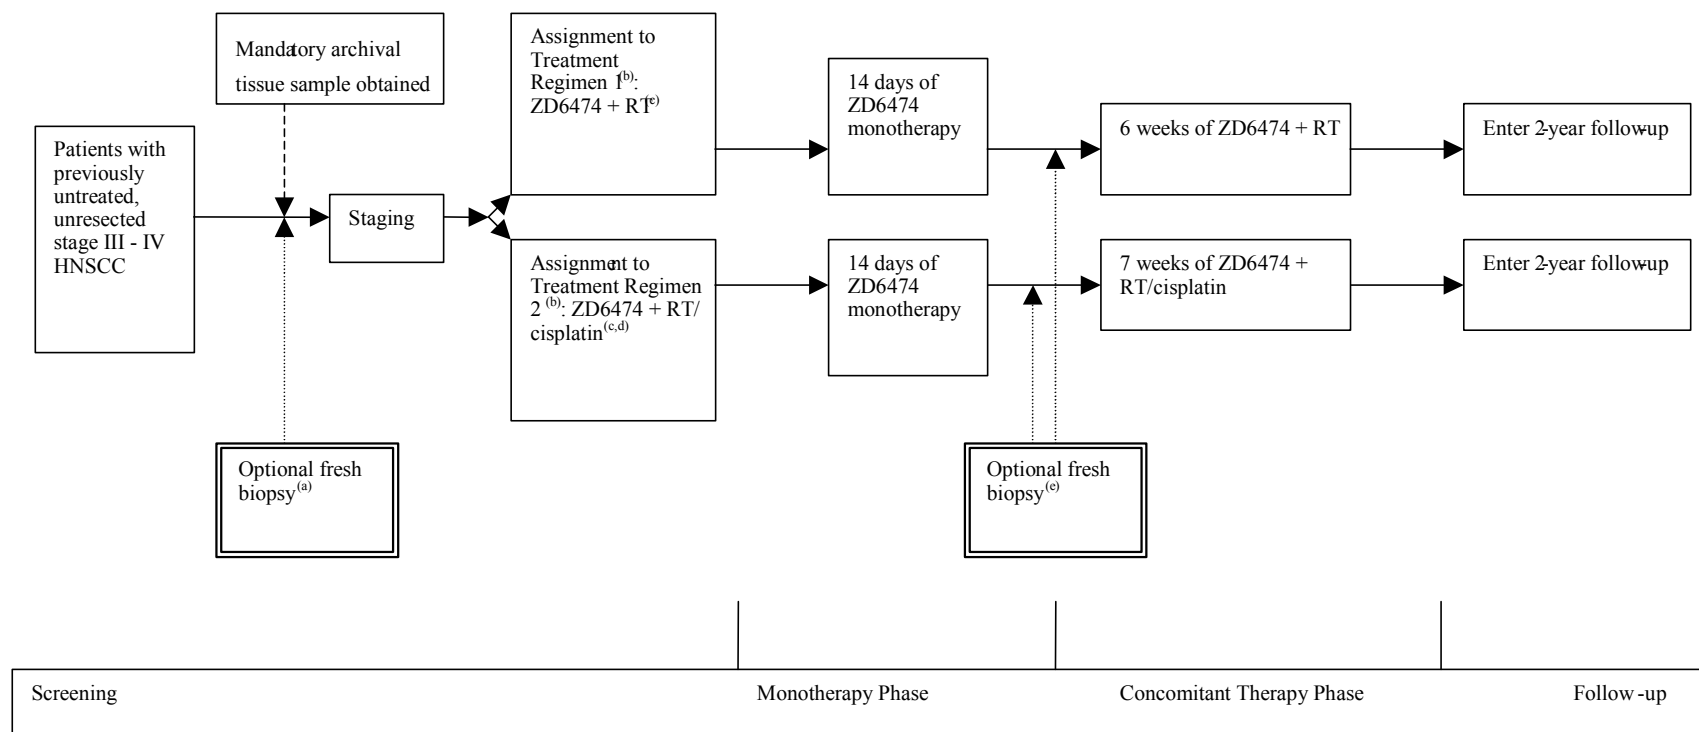 Mandatory archival
tissue sample obtained
Patients with
previously
untreated,
unresected
stage III - IV
HNSCC
Optional fresh
biopsy(a)
Staging
Assignment to
Treatment
Regimen 1(b):
ZD6474 + RT(e)
Assignment to
Treatment Regimen
2 (b): ZD6474 + RT/
cisplatin(c,d)
14 days of
ZD6474
monotherapy
14 days of
ZD6474
monotherapy
Optional fresh
biopsy(e)
6 weeks of ZD6474 + RT
7 weeks of ZD6474 +
RT/cisplatin
Enter 2-year follow-up
Enter 2-year follow-up
Screening
Monotherapy Phase
Concomitant Therapy Phase
Follow-up